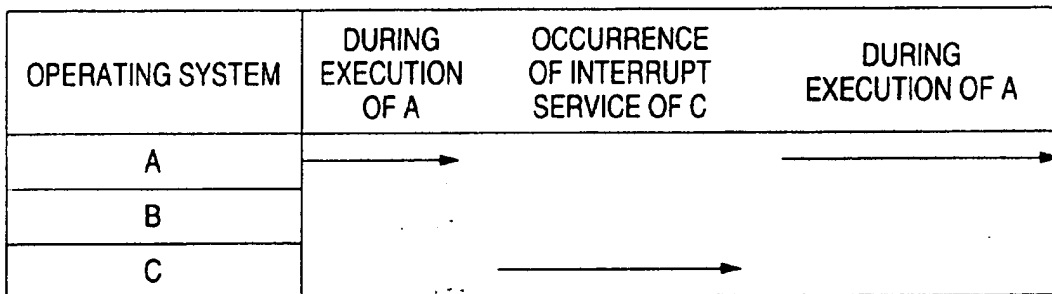 OPERATING SYSTEM
DURING
EXECUTION
OF A
OCCURRENCE
OF INTERRUPT
SERVICE OF C
DURING
EXECUTION OF A
A
B
C